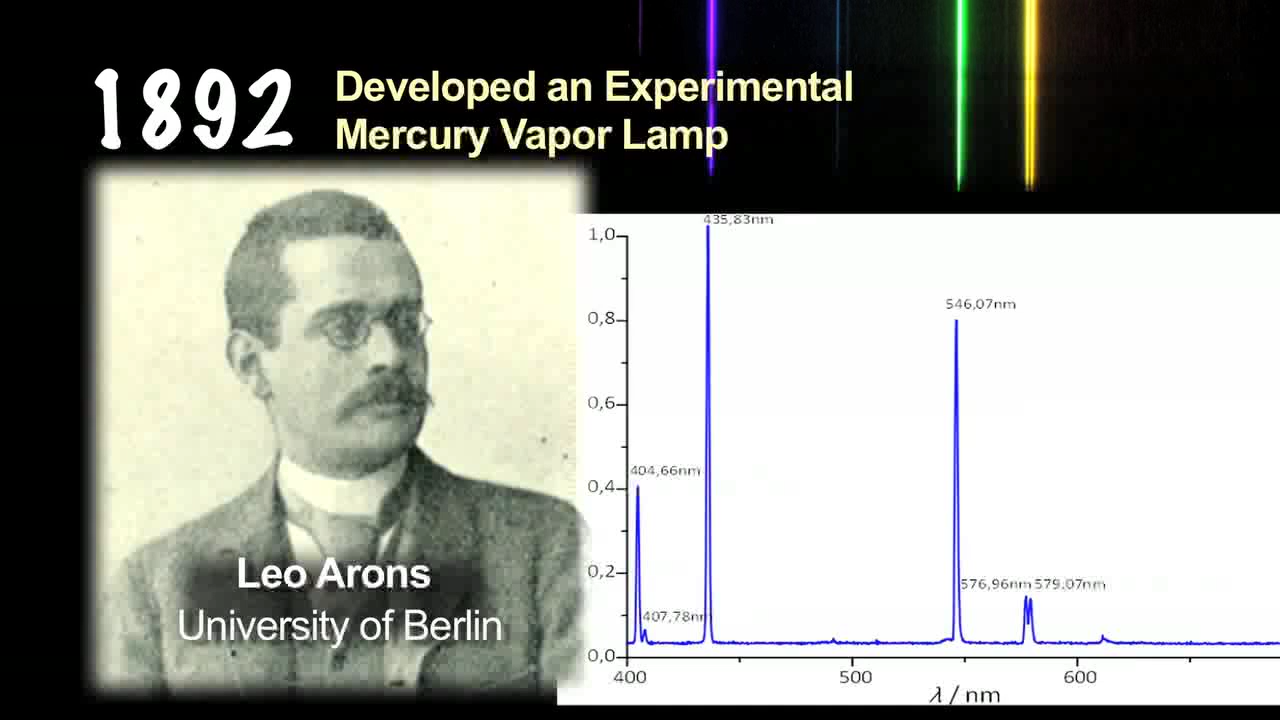 1892
Developed an Experimental
Mercury Vapor Lamp
Leo Arons
University of Berlin
435,83nm
1,0
546,07nm
0,8
0,6
404,66nm
0,4
0,2
576,96nm 579,07nm
407,78nm
0,0
400 500 600
λ / nm